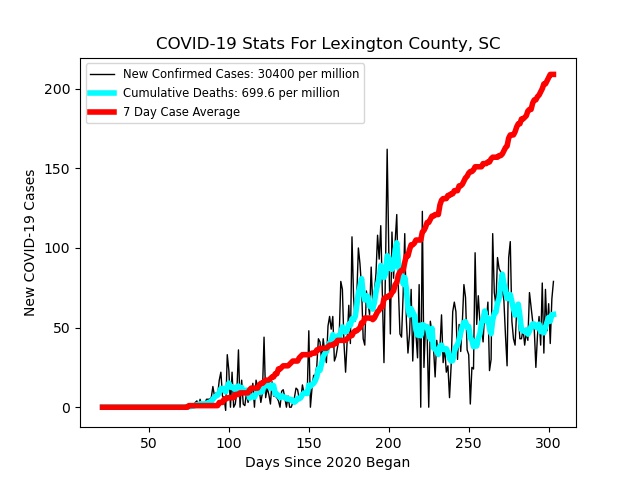 COVID-19 Stats For Lexington County, SC
New Confirmed Cases: 30400 per million
Cumulative Deaths: 699.6 per million
7 Day Case Average
New COVID-19 Cases
200
150
100
50
0
50 100 150 200 250 300
Days Since 2020 Began